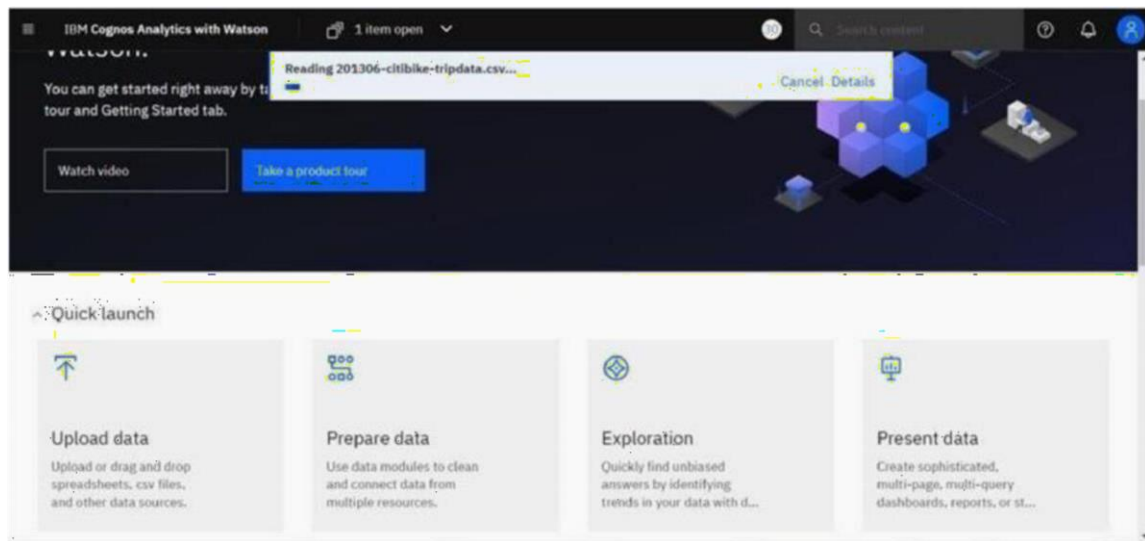 IBM Cognos Analytics with Watson
1 item open
30
Search content
Watson.
Reading 201306-citibike-tripdata.csv...
Cancel Details
You can get started right away by ta
tour and Getting Started tab.
Watch video
Take a product tour
Quick launch
Upload data
Upload or drag and drop
spreadsheets, csv files,
and other data sources.
Prepare data
Use data modules to clean
and connect data from
multiple resources.
Exploration
Quickly find unbiased
answers by identifying
trends in your data with d...
Present data
Create sophisticated,
multi-page, multi-query
dashboards, reports, or st...